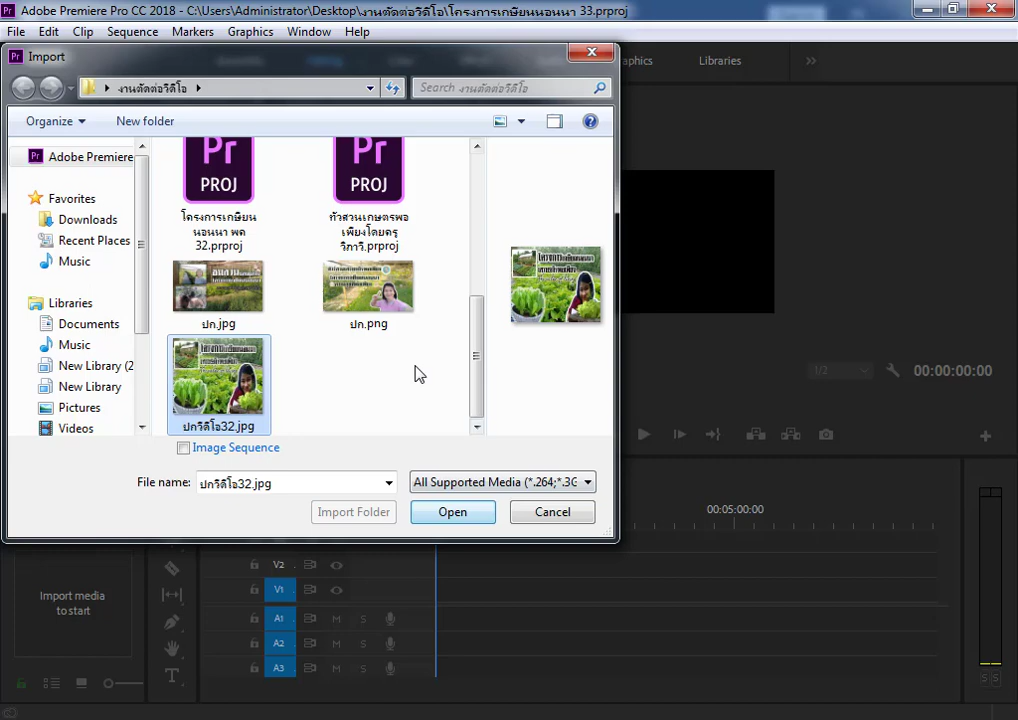 Adobe Premiere Pro CC 2018 - C:\Users\Administrator\Desktop\งานตัดต่อวิดีโอ\โครงการเกษียนนอนนา 33.prproj
File Edit Clip Sequence Markers Graphics Window Help
Import
งานตัดต่อวิดีโอ
Search งานตัดต่อวิดีโอ
Organize
New folder
Adobe Premiere
Favorites
Downloads
Recent Places
Music
Libraries
Documents
Music
New Library (2
New Library
Pictures
Videos
Pr
PROJ
โครงการเกษียน
นอนนา พด
32.prproj
Pr
PROJ
ทำสวนเกษตรพอ
เพียงโดยครู
วิภาวี.prproj
ปก.jpg
ปก.png
ปกวิดีโอ32.jpg
Image Sequence
File name:
ปกวิดีโอ32.jpg
All Supported Media (*.264;*.3G
Import Folder
Open
Cancel
Libraries
1/2
00:00:00:00
00:05:00:00
Import media
to start
V2
V1
A1 M S
A2 M S
A3 M S
S S